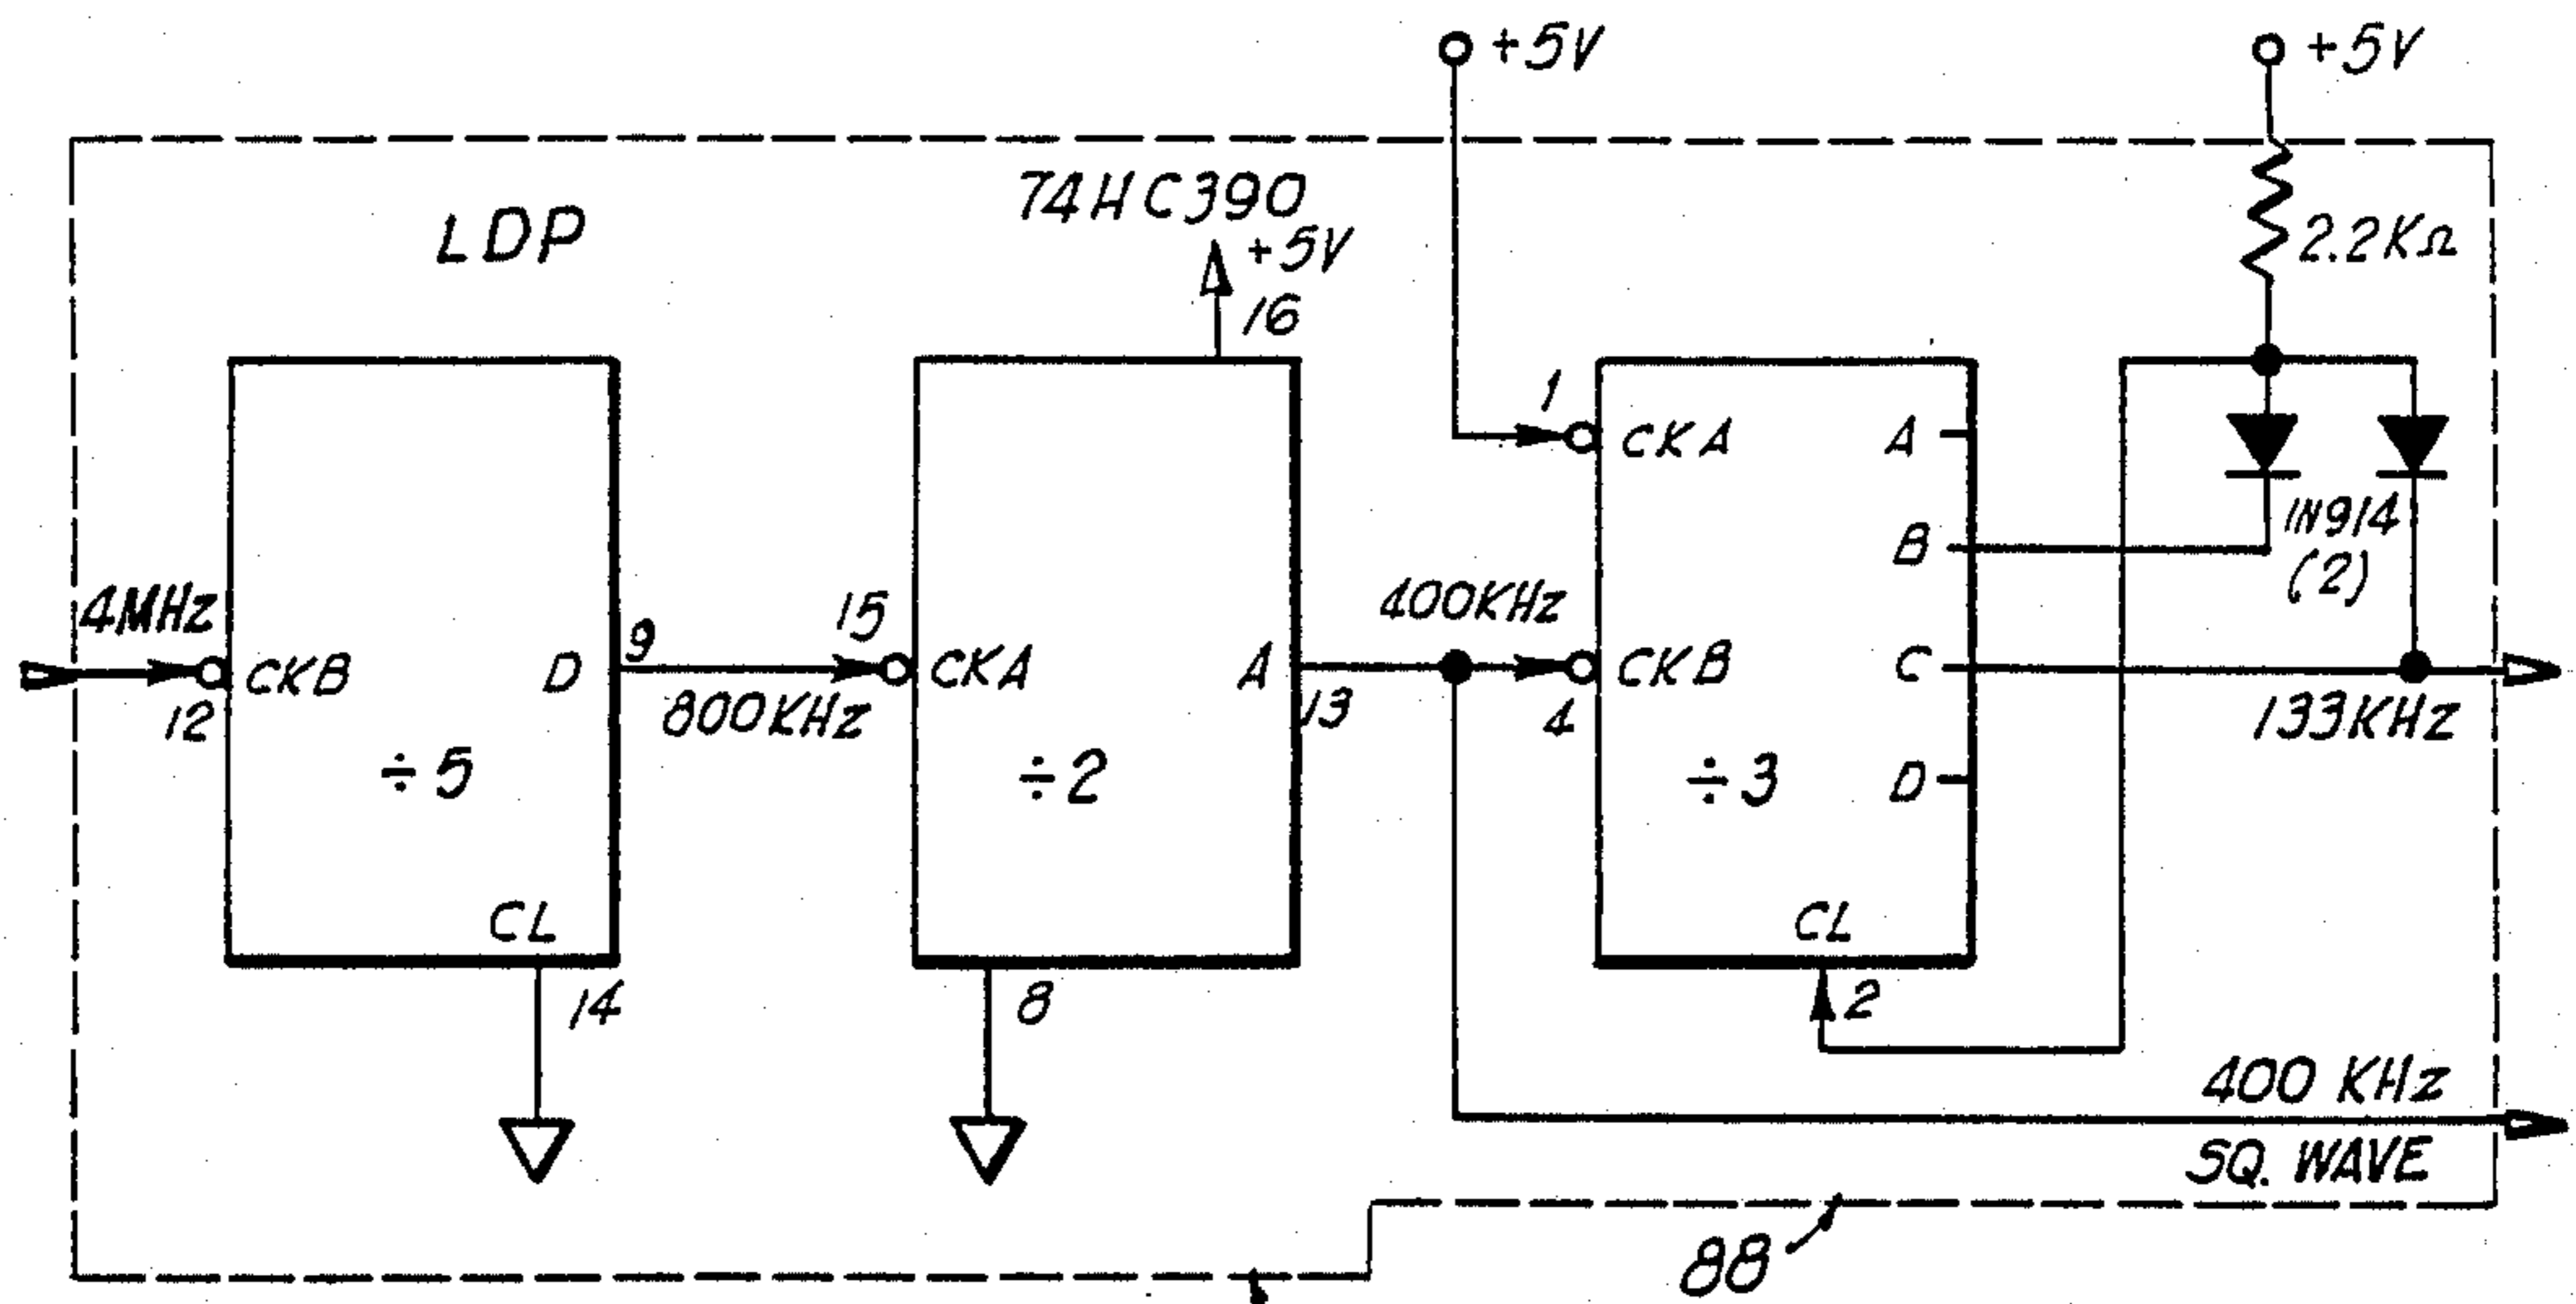 +5V
+5V
LDP
74HC390
+5V
16
2.2KΩ
1
CKA
A
1N914
(2)
B
4MHz
12
CKB
D
9
800KHz
÷5
CL
14
15
CKA
A
13
÷2
8
400KHz
CKB
4
C
÷3
D
133KHz
CL
2
400 KHz
SQ. WAVE
88